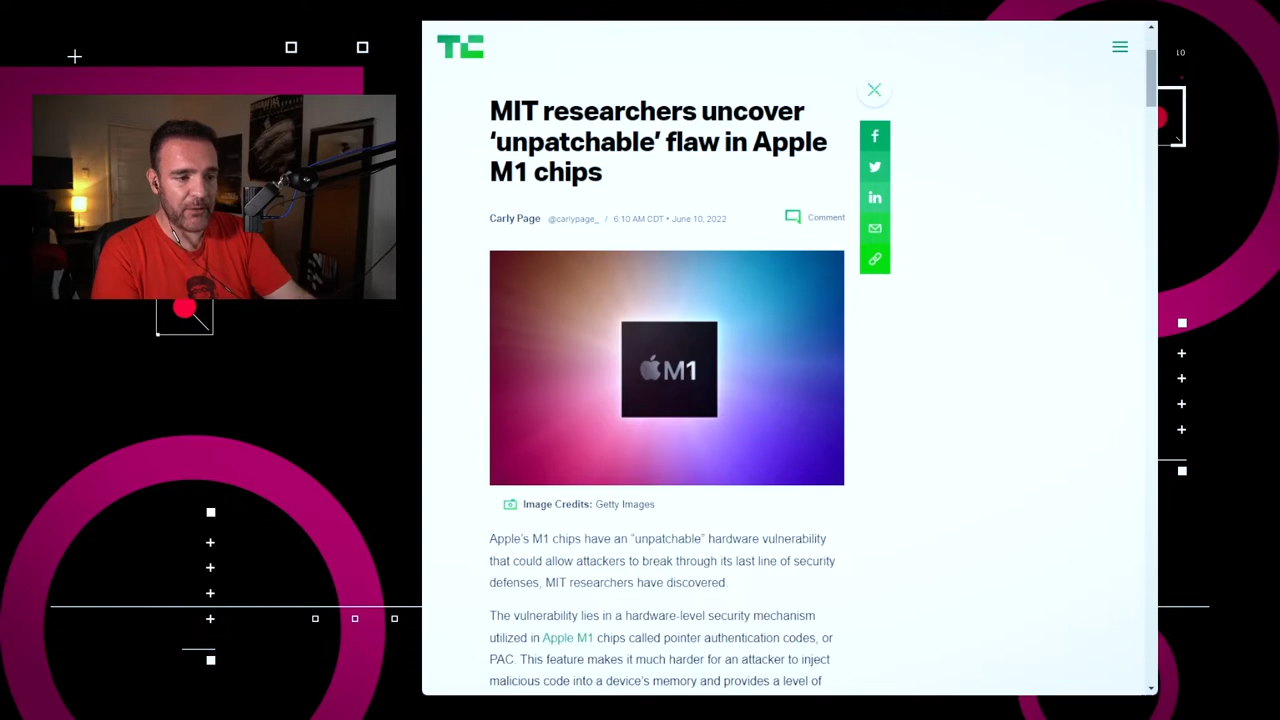 TC
MIT researchers uncover
‘unpatchable’ flaw in Apple
M1 chips
Carly Page @carlypage_ / 6:10 AM CDT • June 10, 2022
Comment
M1
Image Credits: Getty Images
Apple’s M1 chips have an “unpatchable” hardware vulnerability
that could allow attackers to break through its last line of security
defenses, MIT researchers have discovered.
The vulnerability lies in a hardware-level security mechanism
utilized in Apple M1 chips called pointer authentication codes, or
PAC. This feature makes it much harder for an attacker to inject
malicious code into a device’s memory and provides a level of